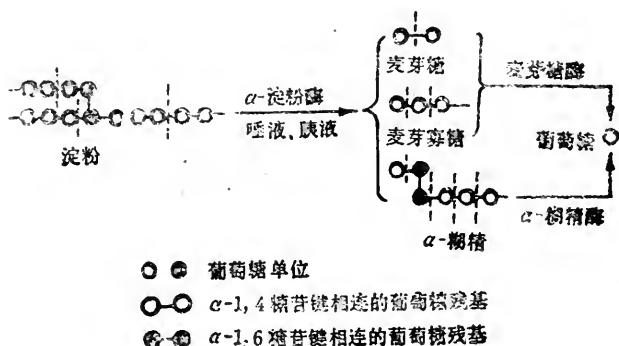 淀粉
α-淀粉酶
唾液、胰液
麦芽糖
麦芽寡糖
α-糊精
麦芽糖酶
α-糊精酶
葡萄糖
葡萄糖单位
α-1,4糖苷键相连的葡萄糖残基
α-1.6糖苷键相连的葡萄糖残基